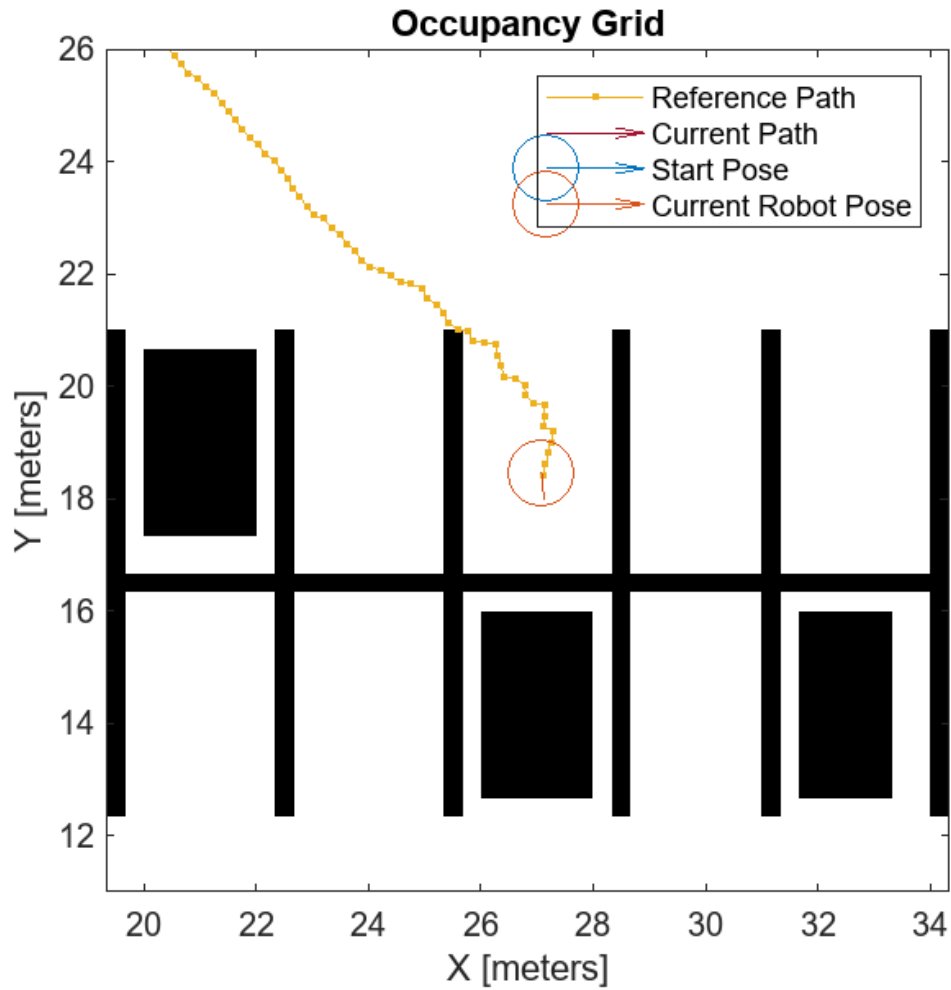 Occupancy Grid
26
24
22
20
18
16
14
12
Y [meters]
Reference Path
Current Path
Start Pose
Current Robot Pose
20 22 24 26 28 30 32 34
X [meters]